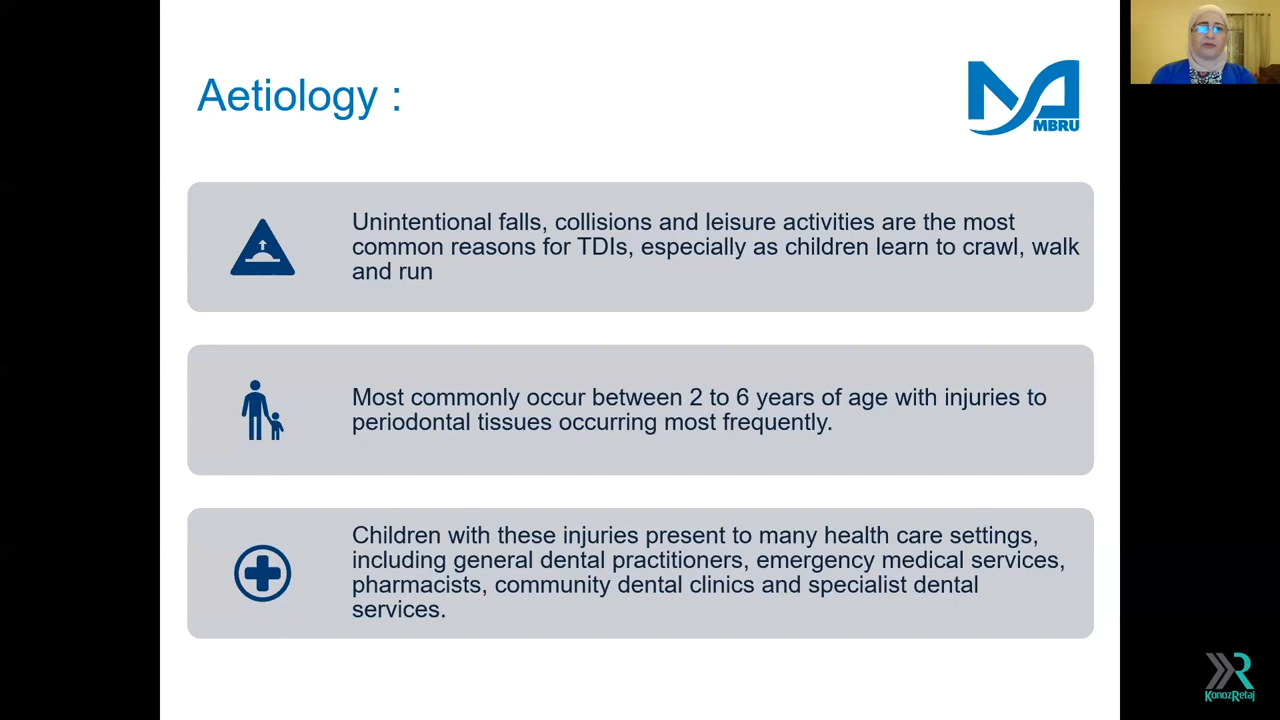 Aetiology :
MBRU
Unintentional falls, collisions and leisure activities are the most
common reasons for TDIs, especially as children learn to crawl, walk
and run
Most commonly occur between 2 to 6 years of age with injuries to
periodontal tissues occurring most frequently.
Children with these injuries present to many health care settings,
including general dental practitioners, emergency medical services,
pharmacists, community dental clinics and specialist dental
services.
KonozRetaj